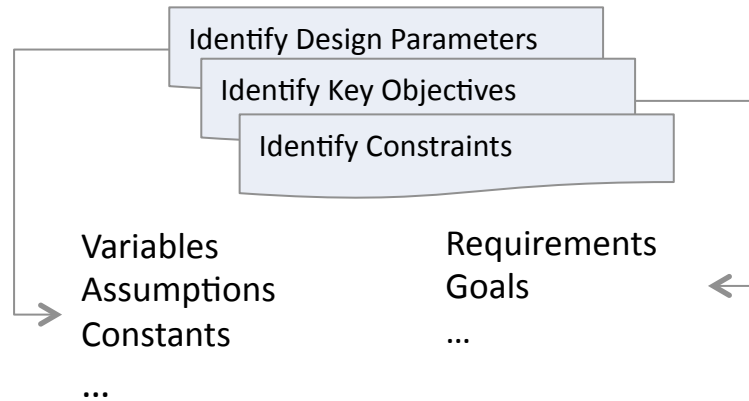 Identify Design Parameters
Identify Key Objectives
Identify Constraints
Variables
Assumptions
Constants
...
Requirements
Goals
...